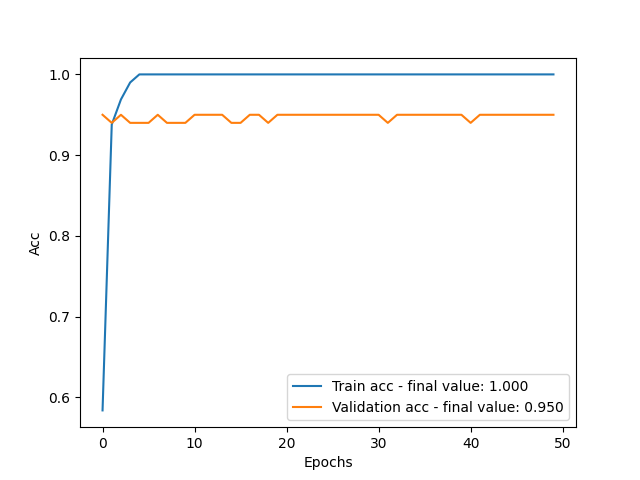 1.0
0.9
0.8
0.7
0.6
Acc
Train acc - final value: 1.000
Validation acc - final value: 0.950
0 10 20 30 40 50
Epochs